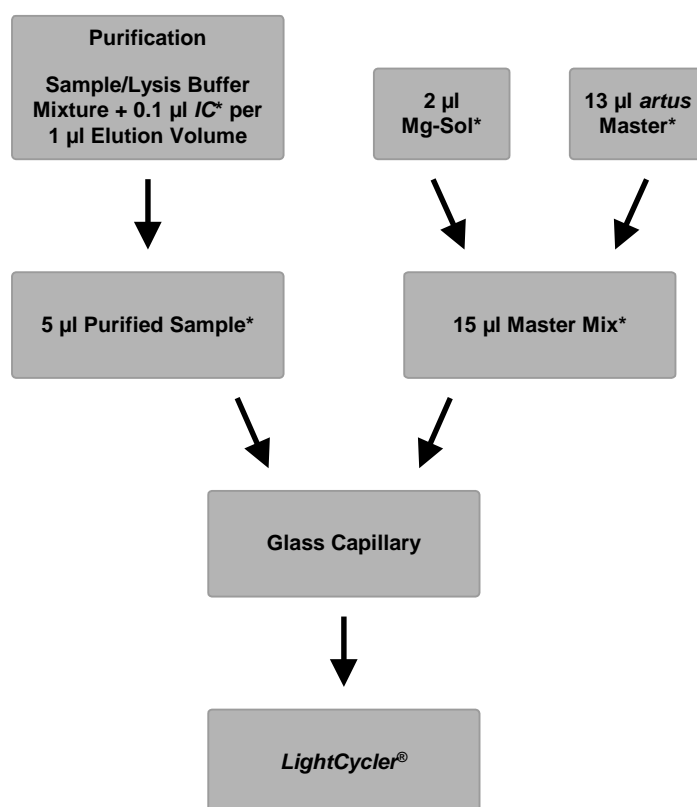 Purification
Sample/Lysis Buffer
Mixture + 0.1 µl IC* per
1 µl Elution Volume
2 µl
Mg-Sol*
13 µl artus
Master*
5 µl Purified Sample*
15 µl Master Mix*
Glass Capillary
LightCycler®